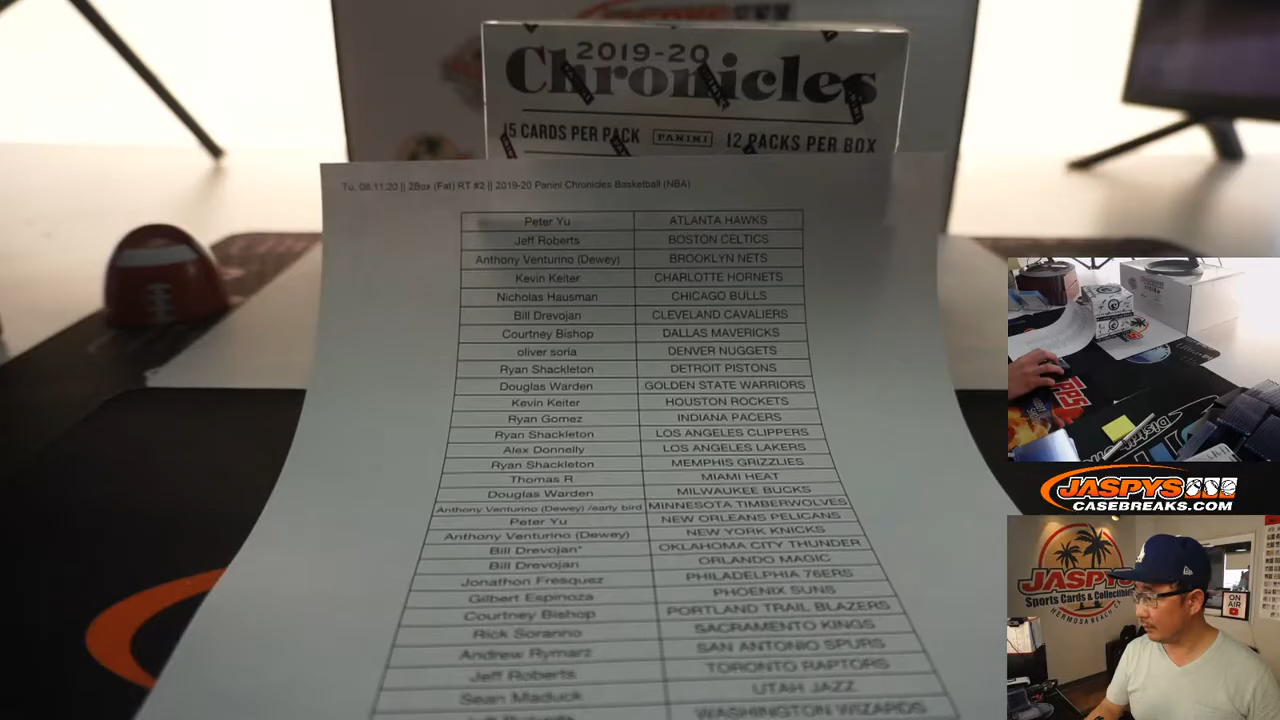 2019-20
Chronicles
15 CARDS PER PACK PANINI 12 PACKS PER BOX
Tu. 08.11.20 || 2Box (Fat) RT #2 || 2019-20 Panini Chronicles Basketball (NBA)
Peter Yu ATLANTA HAWKS
Jeff Roberts BOSTON CELTICS
Anthony Venturino (Dewey) BROOKLYN NETS
Kevin Keiter CHARLOTTE HORNETS
Nicholas Hausman CHICAGO BULLS
Bill Drevojan CLEVELAND CAVALIERS
Courtney Bishop DALLAS MAVERICKS
oliver soria DENVER NUGGETS
Ryan Shackleton DETROIT PISTONS
Douglas Warden GOLDEN STATE WARRIORS
Kevin Keiter HOUSTON ROCKETS
Ryan Gomez INDIANA PACERS
Ryan Shackleton LOS ANGELES CLIPPERS
Alex Donnelly LOS ANGELES LAKERS
Ryan Shackleton MEMPHIS GRIZZLIES
Thomas R MIAMI HEAT
Douglas Warden MILWAUKEE BUCKS
Anthony Venturino (Dewey) /early bird MINNESOTA TIMBERWOLVES
Peter Yu NEW ORLEANS PELICANS
Anthony Venturino (Dewey) NEW YORK KNICKS
Bill Drevojan* OKLAHOMA CITY THUNDER
Bill Drevojan ORLANDO MAGIC
Jonathon Fresquez PHILADELPHIA 76ERS
Gilbert Espinoza PHOENIX SUNS
Courtney Bishop PORTLAND TRAIL BLAZERS
Rick Soranno SACRAMENTO KINGS
Andrew Rymarz SAN ANTONIO SPURS
Jeff Roberts TORONTO RAPTORS
Sean Maduck UTAH JAZZ
Jeff Roberts WASHINGTON WIZARDS
JASPYS
CASEBREAKS.COM
JASPYS
Sports Cards & Collectibles
HERMOSA BEACH, CA
LA
ON
AIR